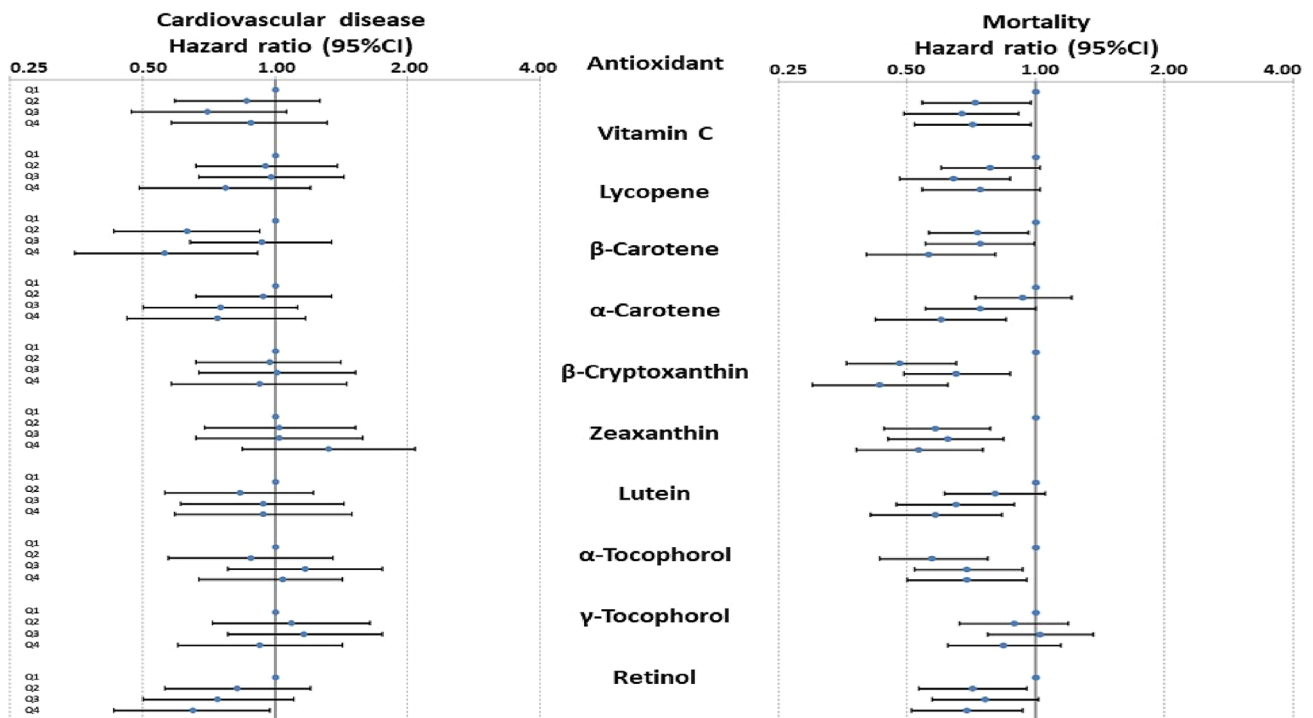 Cardiovascular disease
Hazard ratio (95%CI)
0.25 0.50 1.00 2.00 4.00
Antioxidant
Mortality
Hazard ratio (95%CI)
0.25 0.50 1.00 2.00 4.00
Q1
Q2
Q3
Q4
Vitamin C
Q1
Q2
Q3
Q4
Lycopene
Q1
Q2
Q3
Q4
β-Carotene
Q1
Q2
Q3
Q4
α-Carotene
Q1
Q2
Q3
Q4
β-Cryptoxanthin
Q1
Q2
Q3
Q4
Zeaxanthin
Q1
Q2
Q3
Q4
Lutein
Q1
Q2
Q3
Q4
α-Tocophorol
Q1
Q2
Q3
Q4
γ-Tocophorol
Q1
Q2
Q3
Q4
Retinol